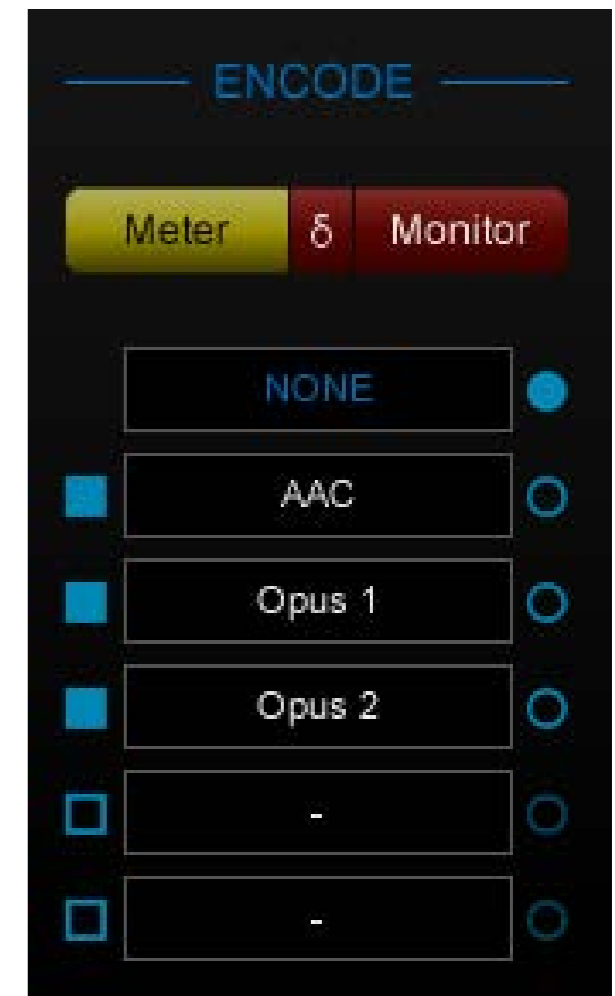 ENCODE
Meter δ Monitor
NONE
AAC
Opus 1
Opus 2
-
-